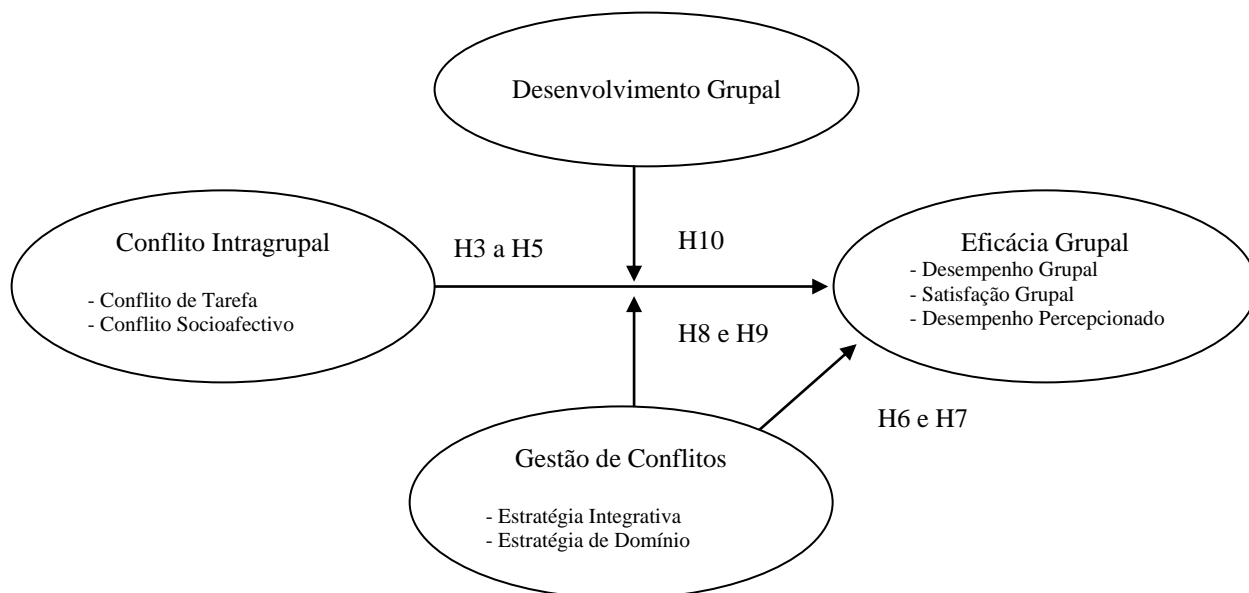 Desenvolvimento Grupal
Conflito Intragrupal
- Conflito de Tarefa
- Conflito Socioafectivo
H3 a H5
H10
Eficácia Grupal
- Desempenho Grupal
- Satisfação Grupal
- Desempenho Percepcionado
H8 e H9
H6 e H7
Gestão de Conflitos
- Estratégia Integrativa
- Estratégia de Domínio